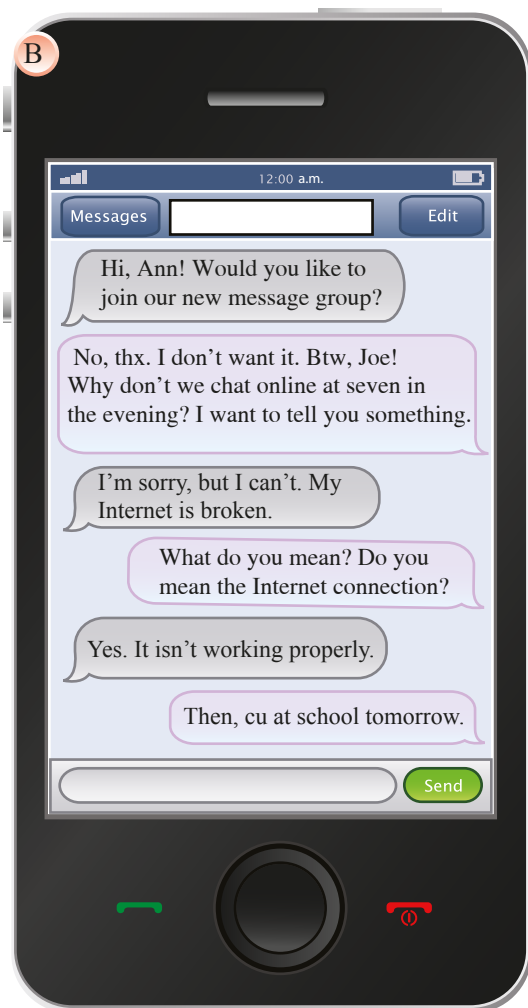 B
12:00 a.m.
Messages
Edit
Hi, Ann! Would you like to
join our new message group?
No, thx. I don’t want it. Btw, Joe!
Why don’t we chat online at seven in
the evening? I want to tell you something.
I’m sorry, but I can’t. My
Internet is broken.
What do you mean? Do you
mean the Internet connection?
Yes. It isn’t working properly.
Then, cu at school tomorrow.
Send